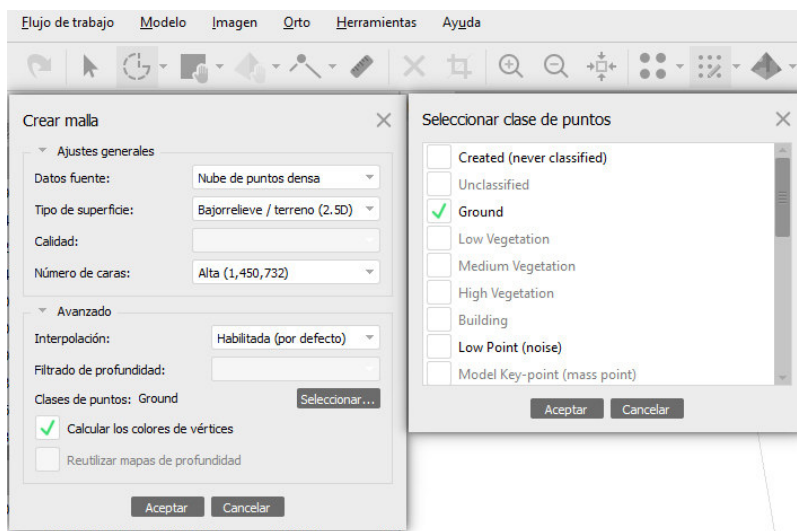 Flujo de trabajo Modelo Imagen Orto Herramientas Ayuda
Crear malla
Ajustes generales
Datos fuente: Nube de puntos densa
Tipo de superficie: Bajorrelieve / terreno (2.5D)
Calidad:
Número de caras: Alta (1,450,732)
Avanzado
Interpolación: Habilitada (por defecto)
Filtrado de profundidad:
Clases de puntos: Ground Seleccionar...
Calcular los colores de vértices
Reutilizar mapas de profundidad
Aceptar Cancelar
Seleccionar clase de puntos
Created (never classified)
Unclassified
Ground
Low Vegetation
Medium Vegetation
High Vegetation
Building
Low Point (noise)
Model Key-point (mass point)
Aceptar Cancelar